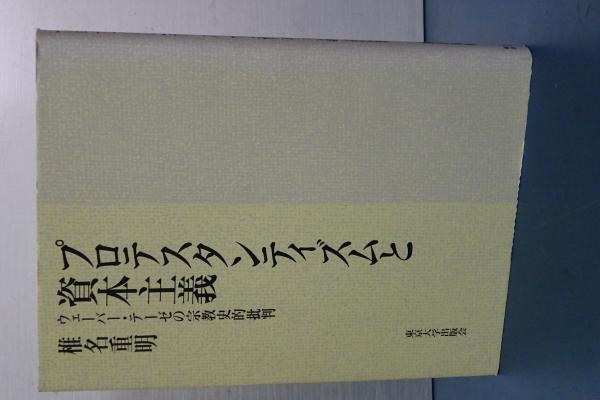 プロテスタンティズムと
資本主義
ウェーバー・テーゼの宗教史的批判
椎名重明
東京大学出版会